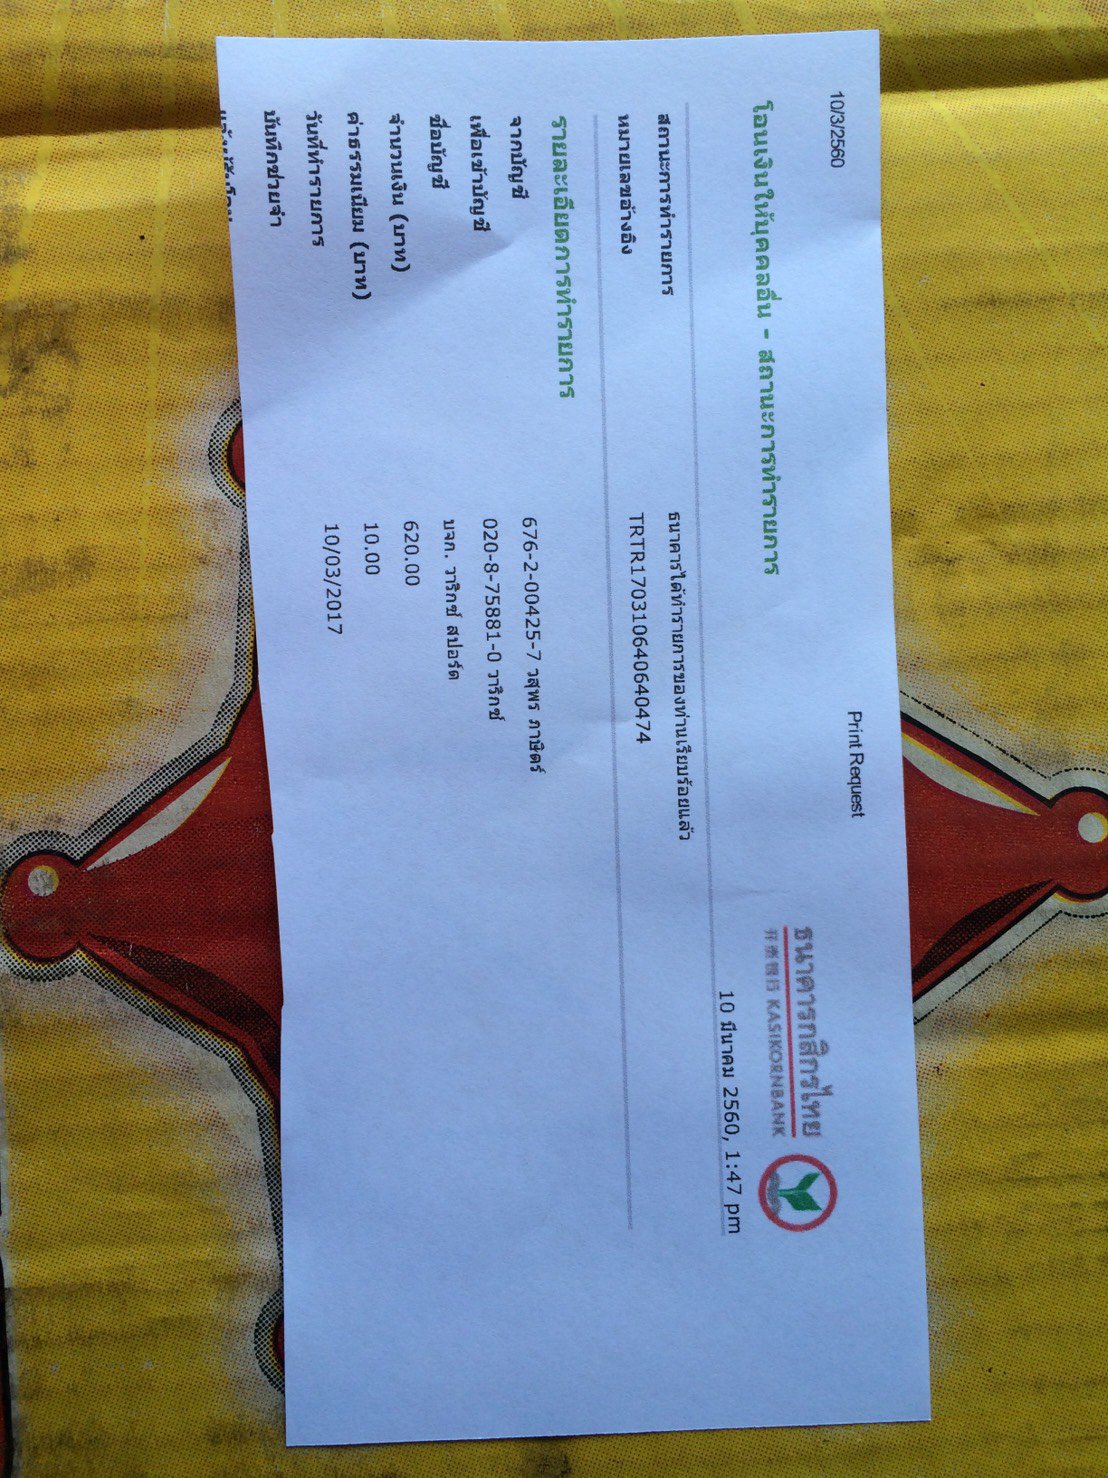 10/3/2560
Print Request
ธนาคารกสิกรไทย
开泰银行 KASIKORNBANK
โอนเงินให้บุคคลอื่น - สถานะการทำรายการ
10 มีนาคม 2560, 1:47 pm
สถานะการทำรายการ ธนาคารได้ทำรายการของท่านเรียบร้อยแล้ว
หมายเลขอ้างอิง TRTR170310640640474
รายละเอียดการทำรายการ
จากบัญชี 676-2-00425-7 วสุพร ภาษิตร์
เพื่อเข้าบัญชี 020-8-75881-0 วาริกซ์
ชื่อบัญชี บจก. วาริกซ์ สปอร์ต
จำนวนเงิน (บาท) 620.00
ค่าธรรมเนียม (บาท) 10.00
วันที่ทำรายการ 10/03/2017
บันทึกช่วยจำ